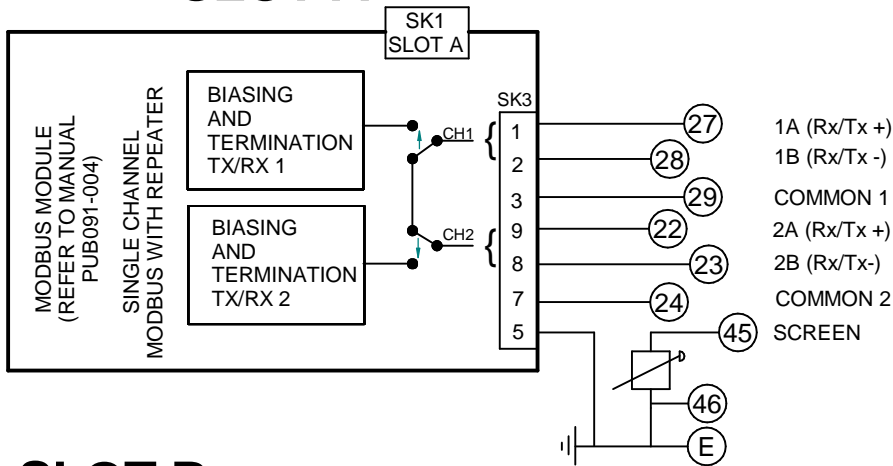 SK1
SLOT A
MODBUS MODULE
(REFER TO MANUAL
PUB091-004)
SINGLE CHANNEL
MODBUS WITH REPEATER
BIASING
AND
TERMINATION
TX/RX 1
BIASING
AND
TERMINATION
TX/RX 2
CH1
CH2
SK3
{
{
1
2
3
9
8
7
5
27
28
29
22
23
24
45
46
E
1A (Rx/Tx +)
1B (Rx/Tx -)
COMMON 1
2A (Rx/Tx +)
2B (Rx/Tx-)
COMMON 2
SCREEN